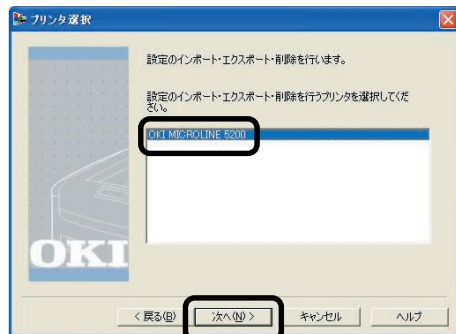 プリンタ選択
設定のインポート・エクスポート・削除を行います。
設定のインポート・エクスポート・削除を行うプリンタを選択してくだ
さい。
OKI MICROLINE 5200
OKI
< 戻る(B)
次へ(N) >
キャンセル
ヘルプ